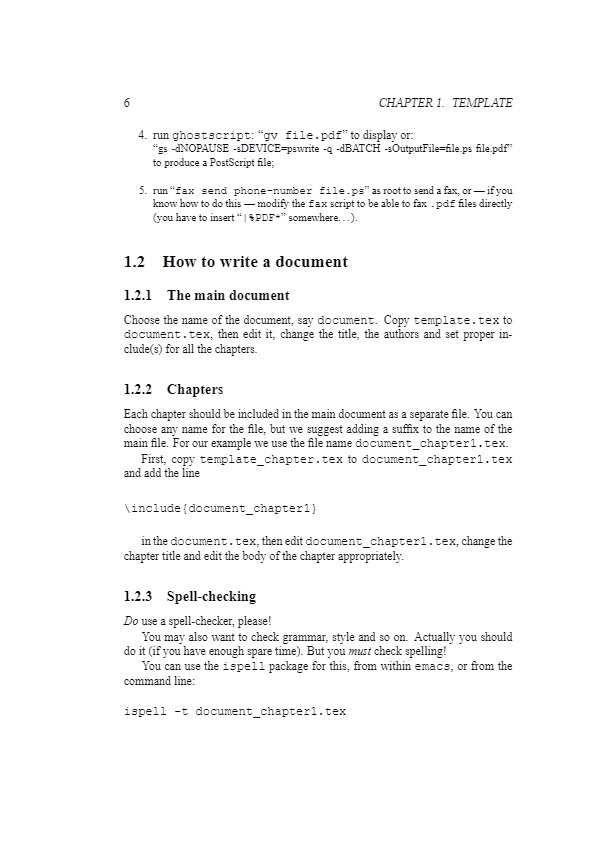 6 CHAPTER 1. TEMPLATE
4. run ghostscript: “gv file.pdf” to display or:
“gs -dNOPAUSE -sDEVICE=pswrite -q -dBATCH -sOutputFile=file.ps file.pdf”
to produce a PostScript file;
5. run “fax send phone-number file.ps” as root to send a fax, or — if you
know how to do this — modify the fax script to be able to fax .pdf files directly
(you have to insert “|%PDF*” somewhere...).
1.2 How to write a document
1.2.1 The main document
Choose the name of the document, say document. Copy template.tex to
document.tex, then edit it, change the title, the authors and set proper in-
clude(s) for all the chapters.
1.2.2 Chapters
Each chapter should be included in the main document as a separate file. You can
choose any name for the file, but we suggest adding a suffix to the name of the
main file. For our example we use the file name document_chapter1.tex.
First, copy template_chapter.tex to document_chapter1.tex
and add the line
\include{document_chapter1}
in the document.tex, then edit document_chapter1.tex, change the
chapter title and edit the body of the chapter appropriately.
1.2.3 Spell-checking
Do use a spell-checker, please!
You may also want to check grammar, style and so on. Actually you should
do it (if you have enough spare time). But you must check spelling!
You can use the ispell package for this, from within emacs, or from the
command line:
ispell -t document_chapter1.tex